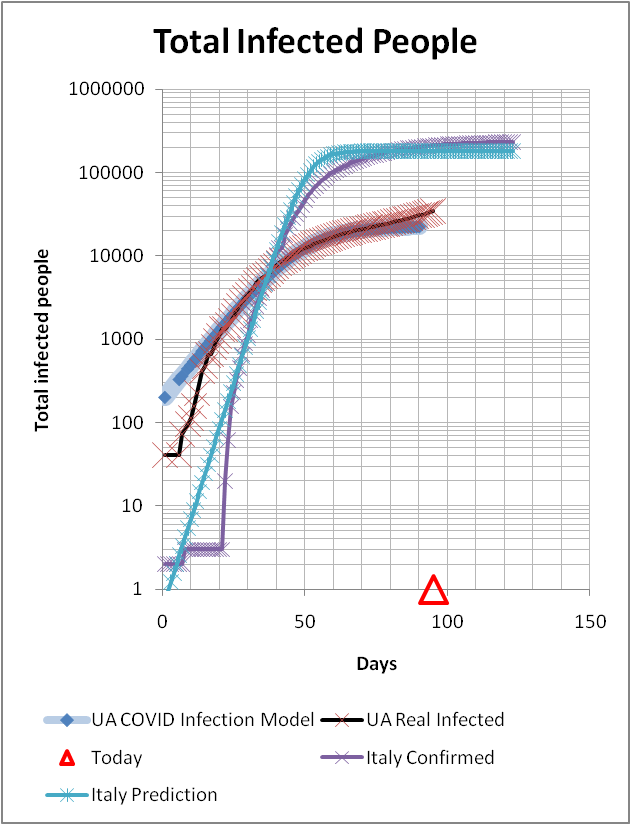 Total Infected People
1000000
100000
10000
1000
100
10
1
Total infected people
0 50 100 150
Days
UA COVID Infection Model UA Real Infected
Today Italy Confirmed
Italy Prediction